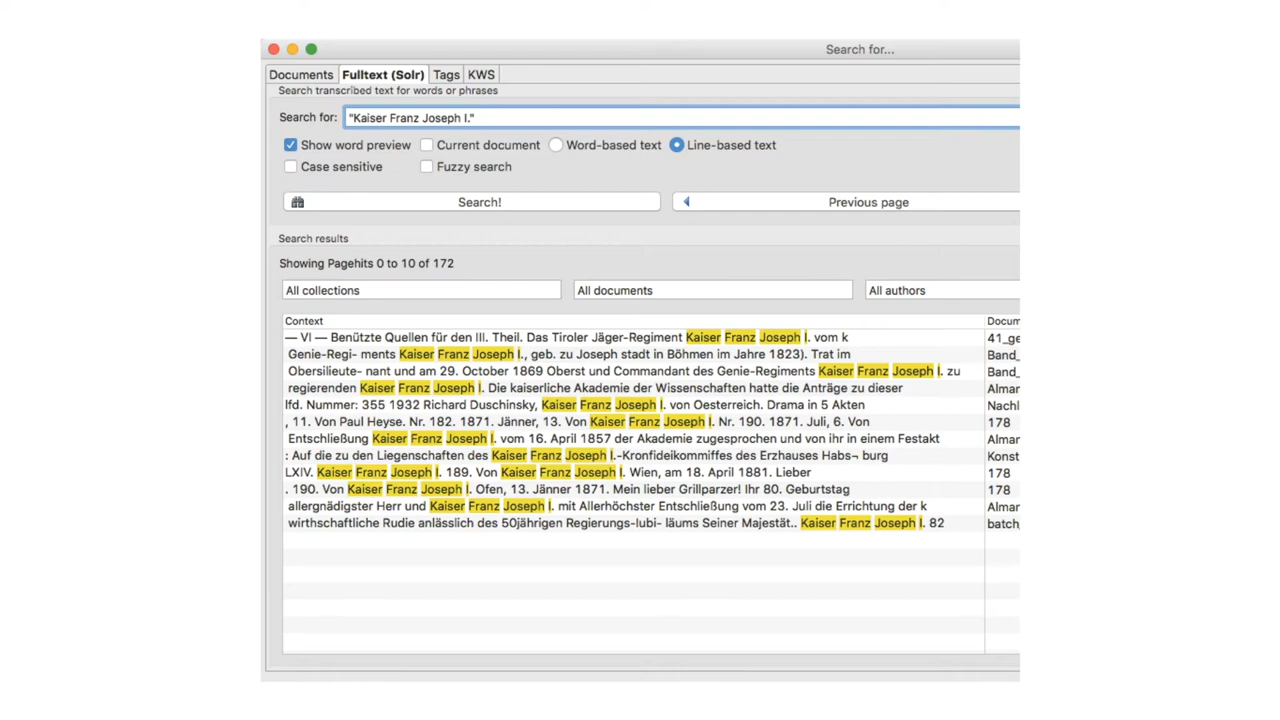 Search for...
Documents Fulltext (Solr) Tags KWS
Search transcribed text for words or phrases
Search for: "Kaiser Franz Joseph I."
Show word preview Current document Word-based text Line-based text
Case sensitive Fuzzy search
Search! Previous page
Search results
Showing Pagehits 0 to 10 of 172
All collections All documents All authors
Context Docum
— VI — Benützte Quellen für den III. Theil. Das Tiroler Jäger-Regiment Kaiser Franz Joseph I. vom k 41_ge
Genie-Regi- ments Kaiser Franz Joseph I., geb. zu Joseph stadt in Böhmen im Jahre 1823). Trat im Band_
Obersilieute- nant und am 29. October 1869 Oberst und Commandant des Genie-Regiments Kaiser Franz Joseph I. zu Band_
regierenden Kaiser Franz Joseph I. Die kaiserliche Akademie der Wissenschaften hatte die Anträge zu dieser Alman
lfd. Nummer: 355 1932 Richard Duschinsky, Kaiser Franz Joseph I. von Oesterreich. Drama in 5 Akten Nachl
, 11. Von Paul Heyse. Nr. 182. 1871. Jänner, 13. Von Kaiser Franz Joseph I. Nr. 190. 1871. Juli, 6. Von 178
Entschließung Kaiser Franz Joseph I. vom 16. April 1857 der Akademie zugesprochen und von ihr in einem Festakt Alman
: Auf die zu den Liegenschaften des Kaiser Franz Joseph I.-Kronfideikommiffes des Erzhauses Habs¬ burg Konst
LXIV. Kaiser Franz Joseph I. 189. Von Kaiser Franz Joseph I. Wien, am 18. April 1881. Lieber 178
. 190. Von Kaiser Franz Joseph I. Ofen, 13. Jänner 1871. Mein lieber Grillparzer! Ihr 80. Geburtstag 178
allergnädigster Herr und Kaiser Franz Joseph I. mit Allerhöchster Entschließung vom 23. Juli die Errichtung der k Alman
wirthschaftliche Rudie anlässlich des 50jährigen Regierungs-lubi- läums Seiner Majestät.. Kaiser Franz Joseph I. 82 batch_